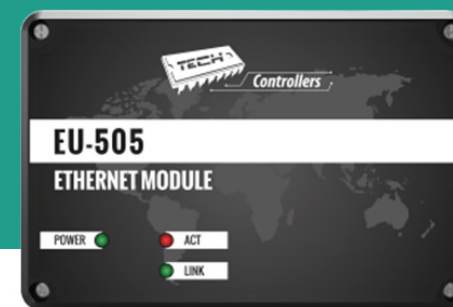 TECH
Controllers
EU-505
ETHERNET MODULE
POWER
ACT
LINK